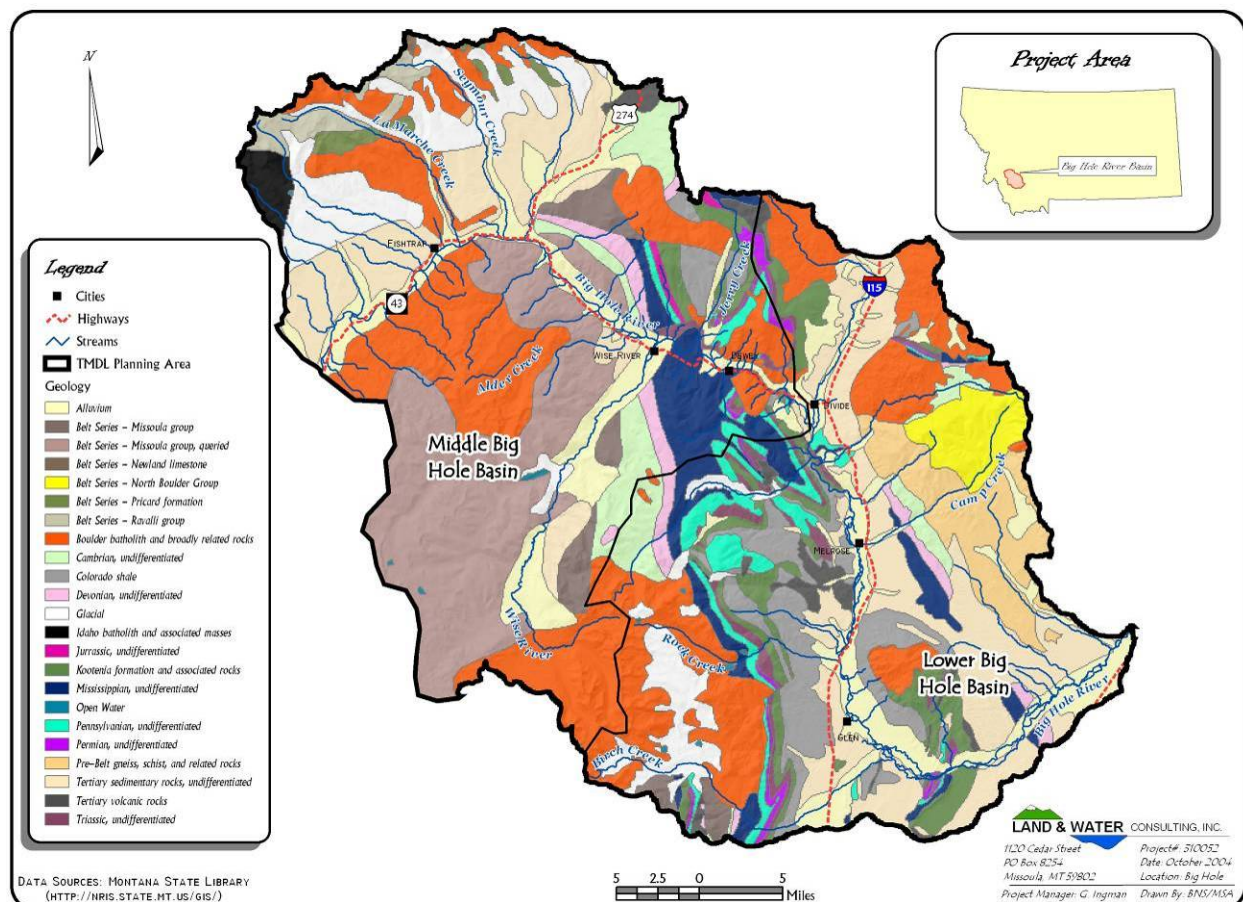 N
Project Area
Big Hole River Basin
274
Seymour Creek
La Marche Creek
FISHTRAP
43
Big Hole River
Jerry Creek
115
WISE RIVER
DEWEY
Alder Creek
DIVIDE
Middle Big
Hole Basin
Camp Creek
MELROSE
Wise River
Rock Creek
Lower Big
Hole Basin
Big Hole River
GLEN
Birch Creek
Legend
Cities
Highways
Streams
TMDL Planning Area
Geology
Alluvium
Belt Series - Missoula group
Belt Series - Missoula group, queried
Belt Series - Newland limestone
Belt Series - North Boulder Group
Belt Series - Pricard formation
Belt Series - Ravalli group
Boulder batholith and broadly related rocks
Cambrian, undifferentiated
Colorado shale
Devonian, undifferentiated
Glacial
Idaho batholith and associated masses
Jurrassic, undifferentiated
Kootenia formation and associated rocks
Mississippian, undifferentiated
Open Water
Pennsylvanian, undifferentiated
Permian, undifferentiated
Pre-Belt gneiss, schist, and related rocks
Tertiary sedimentary rocks, undifferentiated
Tertiary volcanic rocks
Triassic, undifferentiated
DATA SOURCES: MONTANA STATE LIBRARY
(HTTP://NRIS.STATE.MT.US/GIS/)
5 2.5 0 5
Miles
LAND & WATER CONSULTING, INC.
1120 Cedar Street
PO Box 8254
Missoula, MT 59802
Project Manager: G. Ingman
Project#: 510052
Date: October 2004
Location: Big Hole
Drawn By: BNS/MSA